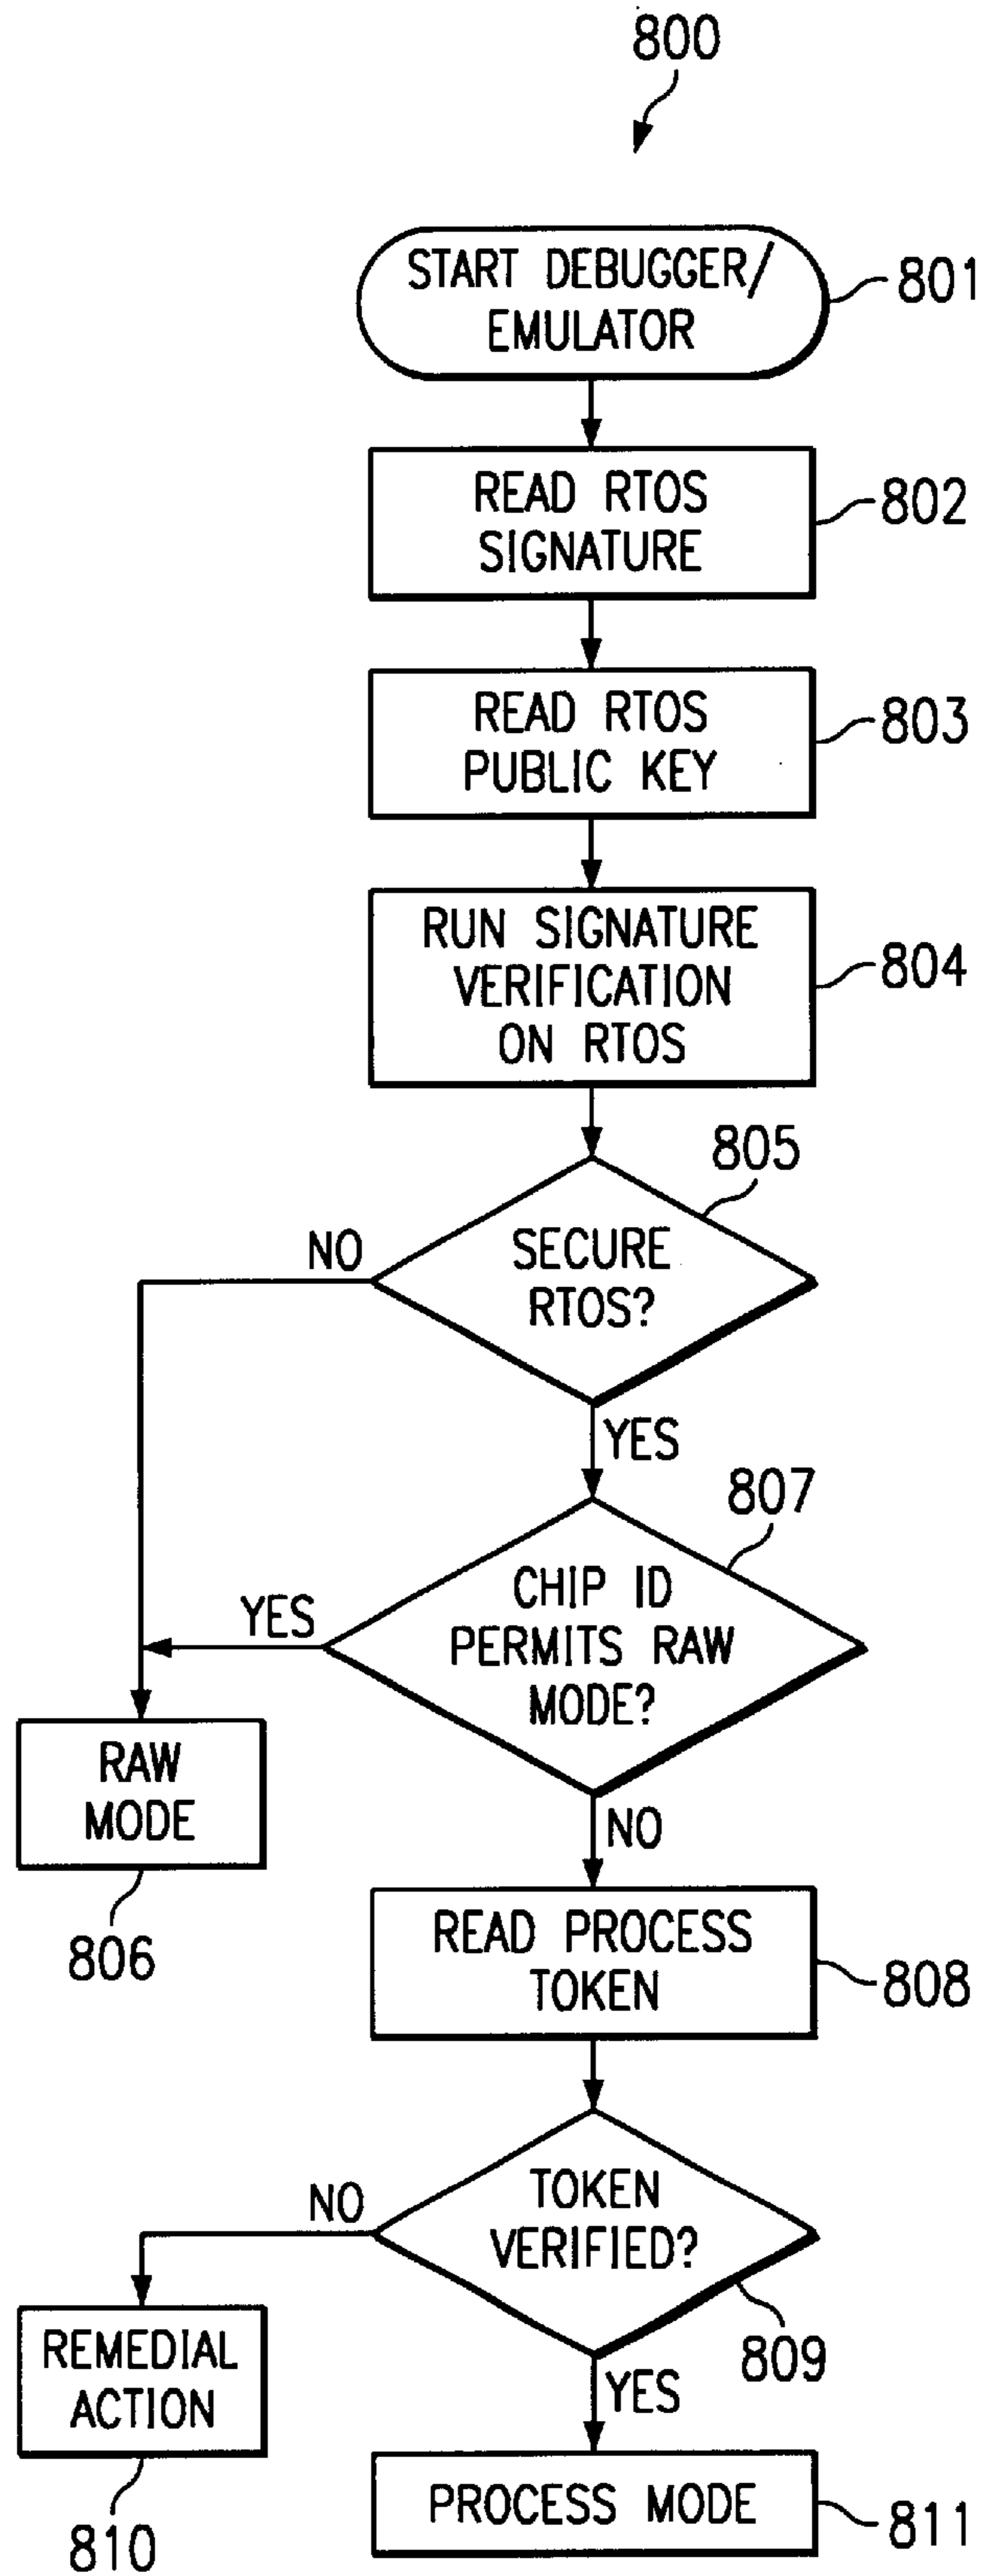 800
START DEBUGGER/
EMULATOR
801
READ RTOS
SIGNATURE
802
READ RTOS
PUBLIC KEY
803
RUN SIGNATURE
VERIFICATION
ON RTOS
804
805
NO
SECURE
RTOS?
YES
807
YES
CHIP ID
PERMITS RAW
MODE?
RAW
MODE
806
NO
READ PROCESS
TOKEN
808
NO
TOKEN
VERIFIED?
809
REMEDIAL
ACTION
810
YES
PROCESS MODE
811